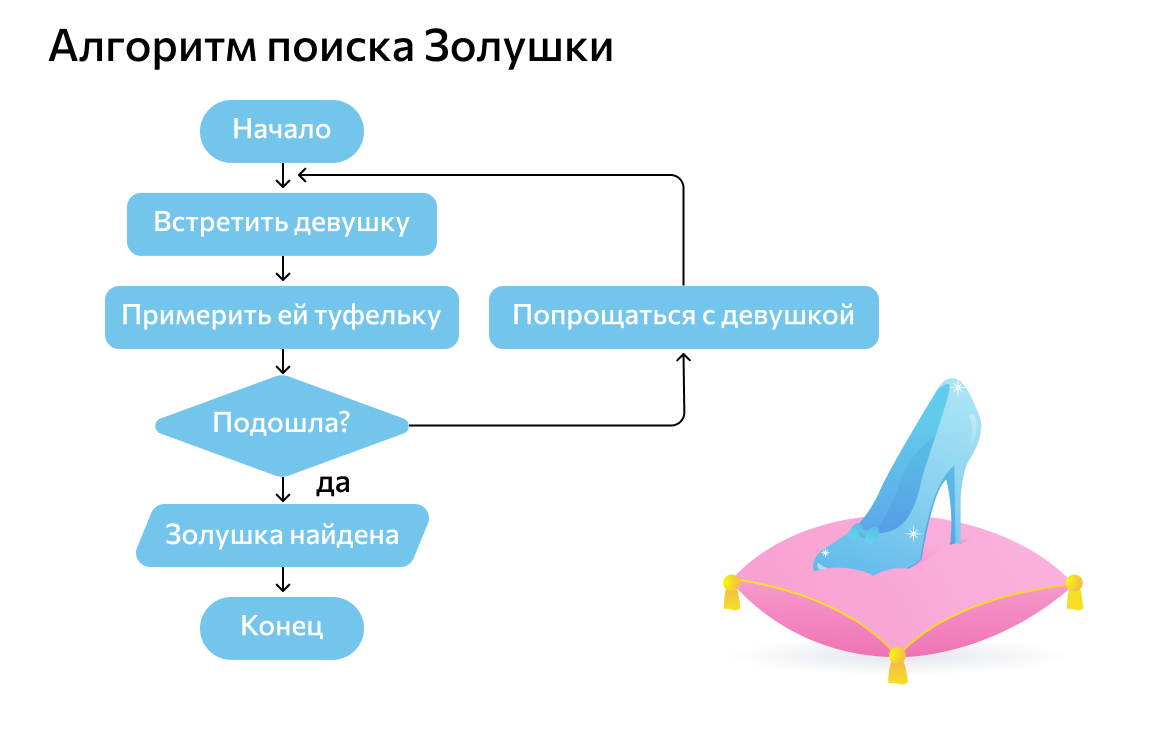 Алгоритм поиска Золушки
Начало
Встретить девушку
Примерить ей туфельку
Попрощаться с девушкой
Подошла?
да
Золушка найдена
Конец